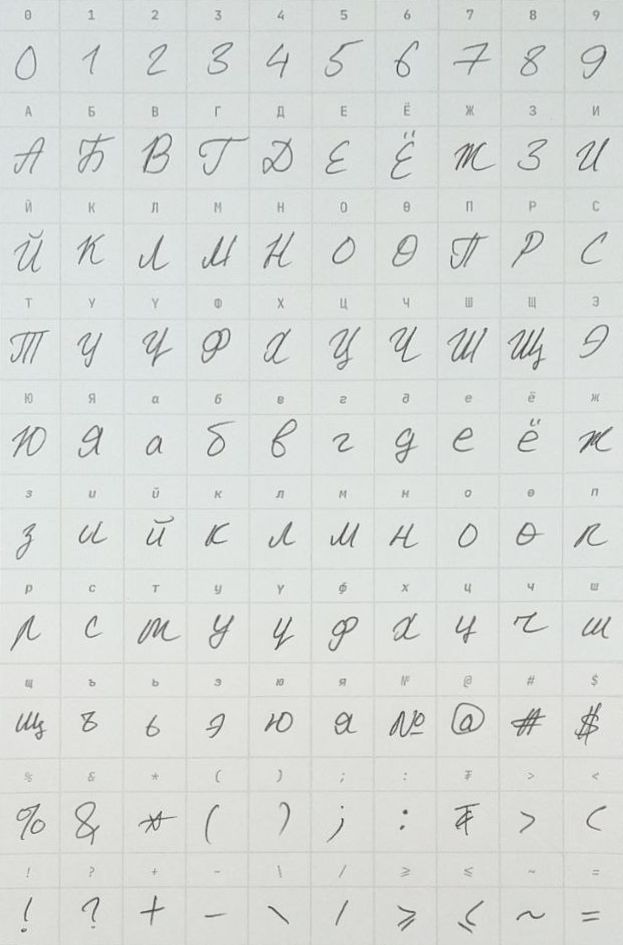 0 1 2 3 4 5 6 7 8 9
0 1 2 3 4 5 6 7 8 9
А Б В Г Д Е Ё Ж З И
А Б В Г Д Е Ё Ж З И
Й К Л М Н О Ө П Р С
Й К Л М Н О Ө П Р С
Т У Ү Ф Х Ц Ч Ш Щ Э
Т У Ү Ф Х Ц Ч Ш Щ Э
Ю Я а б в г д е ё ж
Ю Я а б в г д е ё ж
з и й к л м н о ө п
з и й к л м н о ө п
р с т у ү ф х ц ч ш
р с т у ү ф х ц ч ш
щ ъ ь э ю я № @ # $
щ ъ ь э ю я № @ # $
% & * ( ) ; : ₮ > <
% & * ( ) ; : ₮ > <
! ? + - \ / ⩾ ⩽ ~ =
! ? + - \ / ⩾ ⩽ ~ =